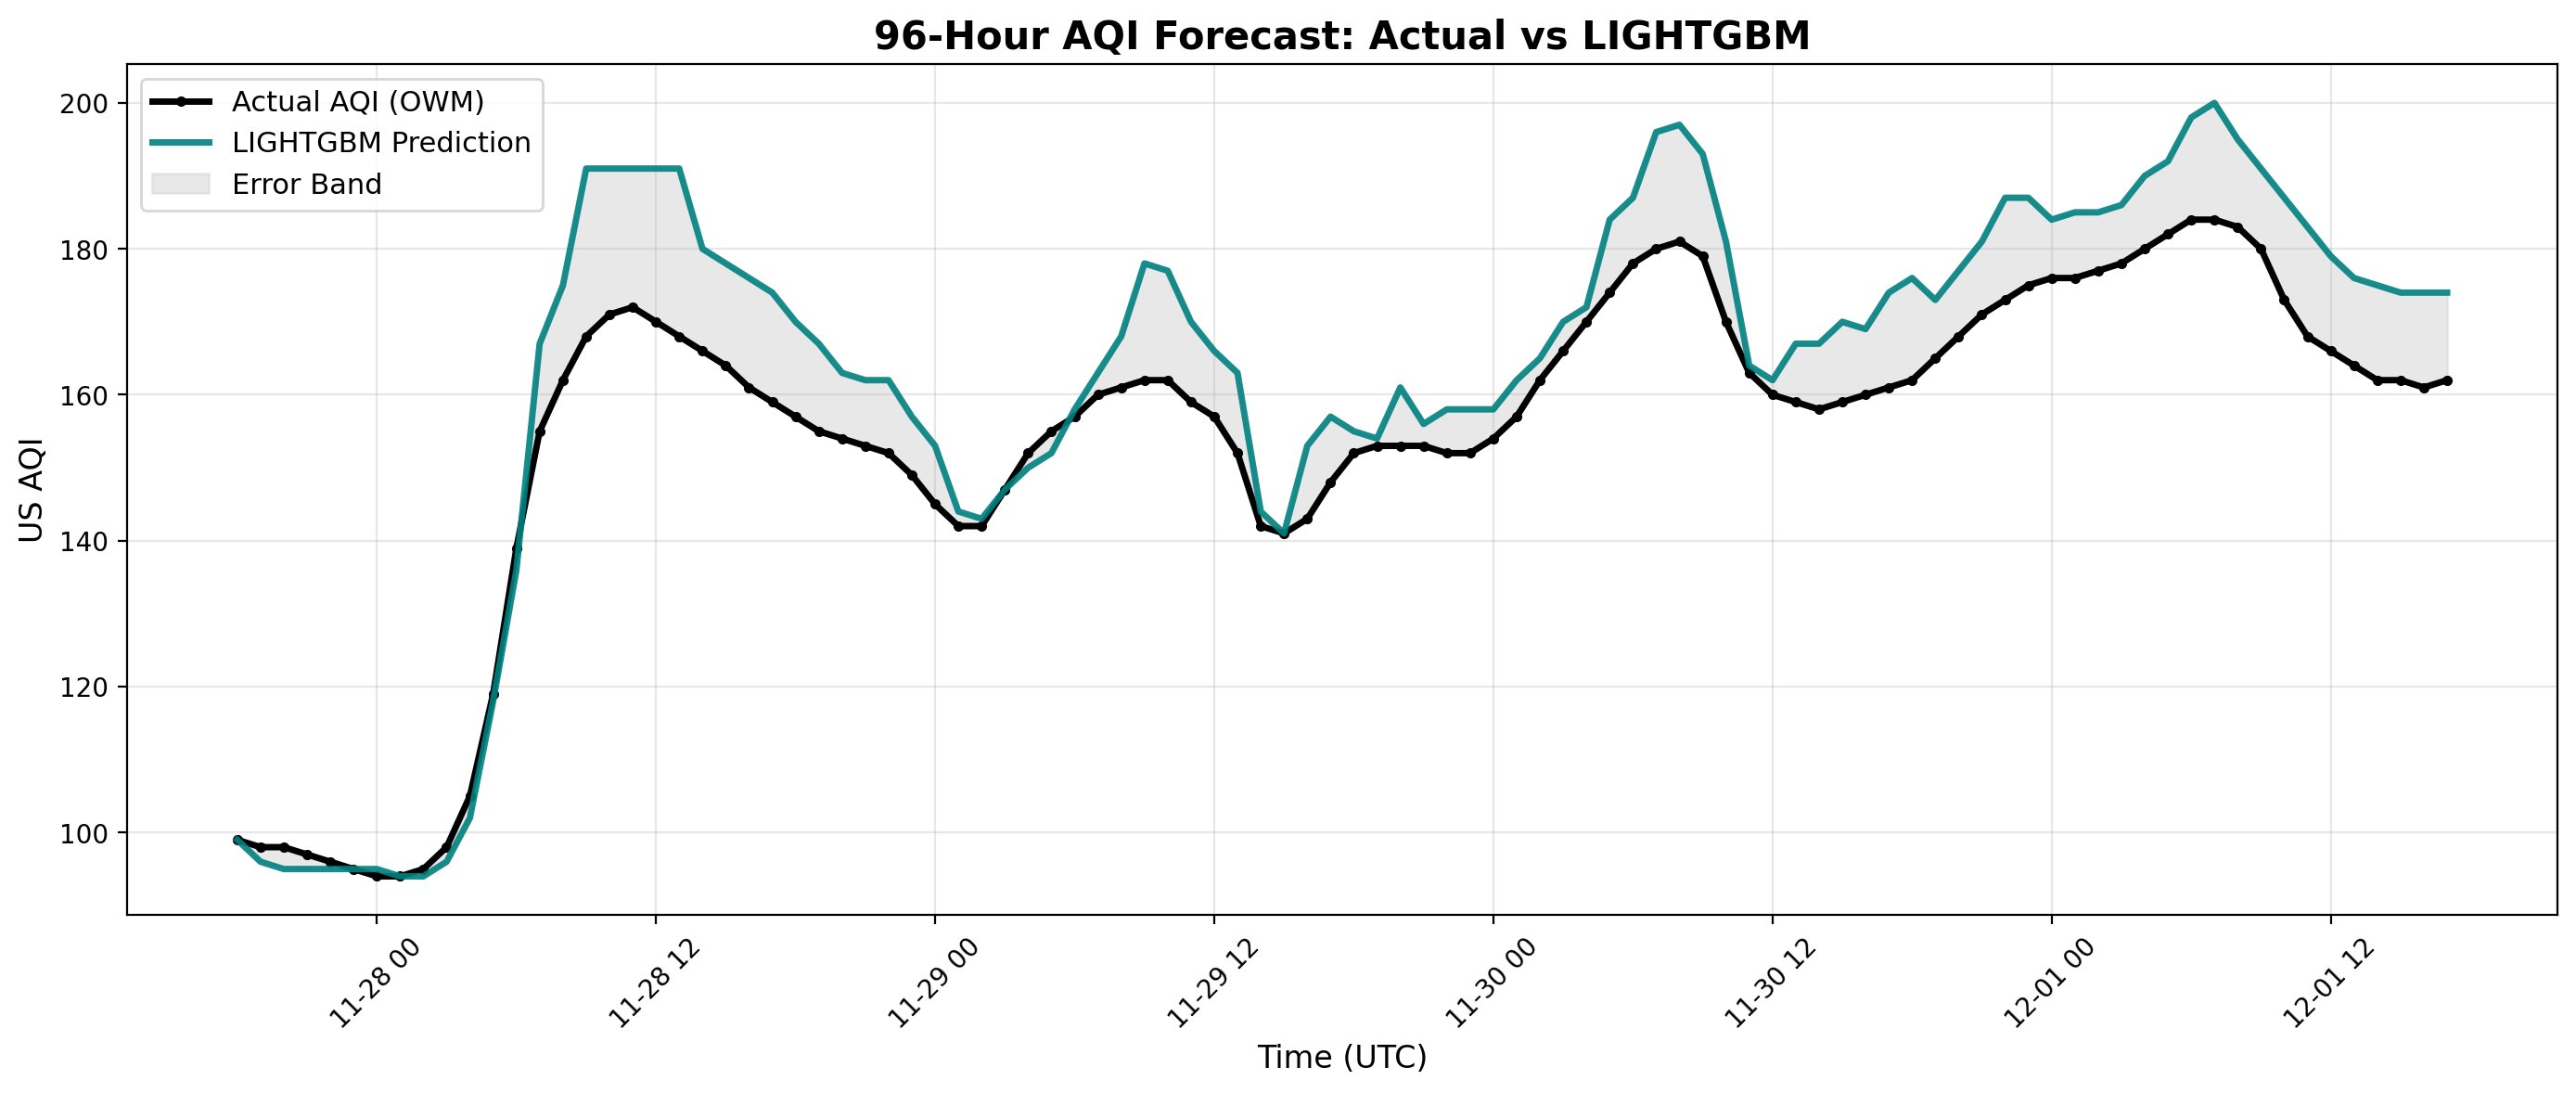 96-Hour AQI Forecast: Actual vs LIGHTGBM
Actual AQI (OWM)
LIGHTGBM Prediction
Error Band
US AQI
200
180
160
140
120
100
11-28 00
11-28 12
11-29 00
11-29 12
11-30 00
11-30 12
12-01 00
12-01 12
Time (UTC)